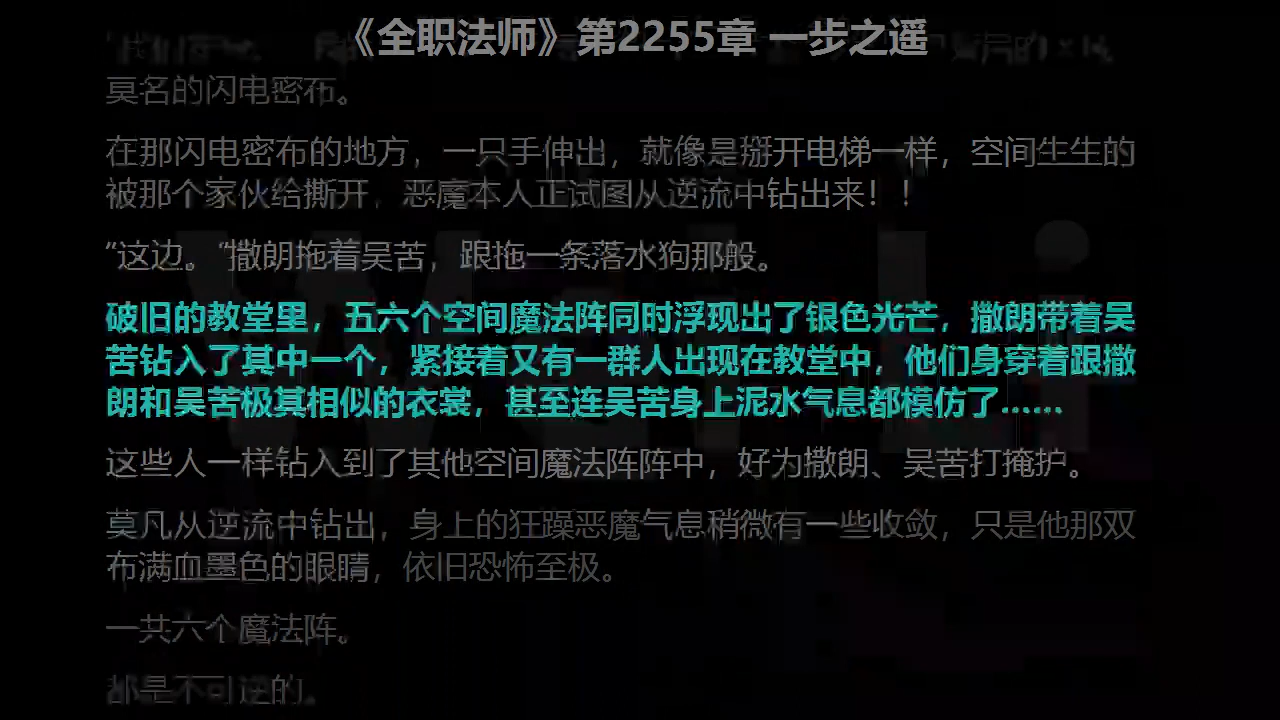 《全职法师》第2255章 一步之遥
莫名的闪电密布。
在那闪电密布的地方，一只手伸出，就像是掰开电梯一样，空间生生的
被那个家伙给撕开，恶魔本人正试图从逆流中钻出来！！
“这边。”撒朗拖着吴苦，跟拖一条落水狗那般。
破旧的教堂里，五六个空间魔法阵同时浮现出了银色光芒，撒朗带着吴
苦钻入了其中一个，紧接着又有一群人出现在教堂中，他们身穿着跟撒
朗和吴苦极其相似的衣裳，甚至连吴苦身上泥水气息都模仿了……
这些人一样钻入到了其他空间魔法阵阵中，好为撒朗、吴苦打掩护。
莫凡从逆流中钻出，身上的狂躁恶魔气息稍微有一些收敛，只是他那双
布满血墨色的眼睛，依旧恐怖至极。
一共六个魔法阵。
都是不可逆的。